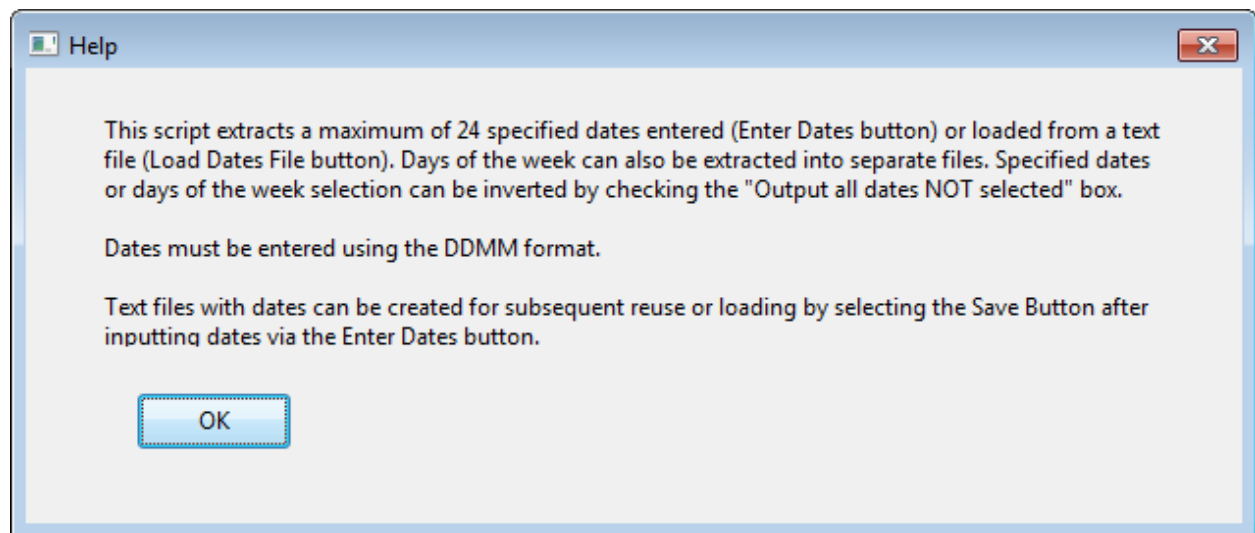 Help
This script extracts a maximum of 24 specified dates entered (Enter Dates button) or loaded from a text
file (Load Dates File button). Days of the week can also be extracted into separate files. Specified dates
or days of the week selection can be inverted by checking the "Output all dates NOT selected" box.
Dates must be entered using the DDMM format.
Text files with dates can be created for subsequent reuse or loading by selecting the Save Button after
inputting dates via the Enter Dates button.
OK